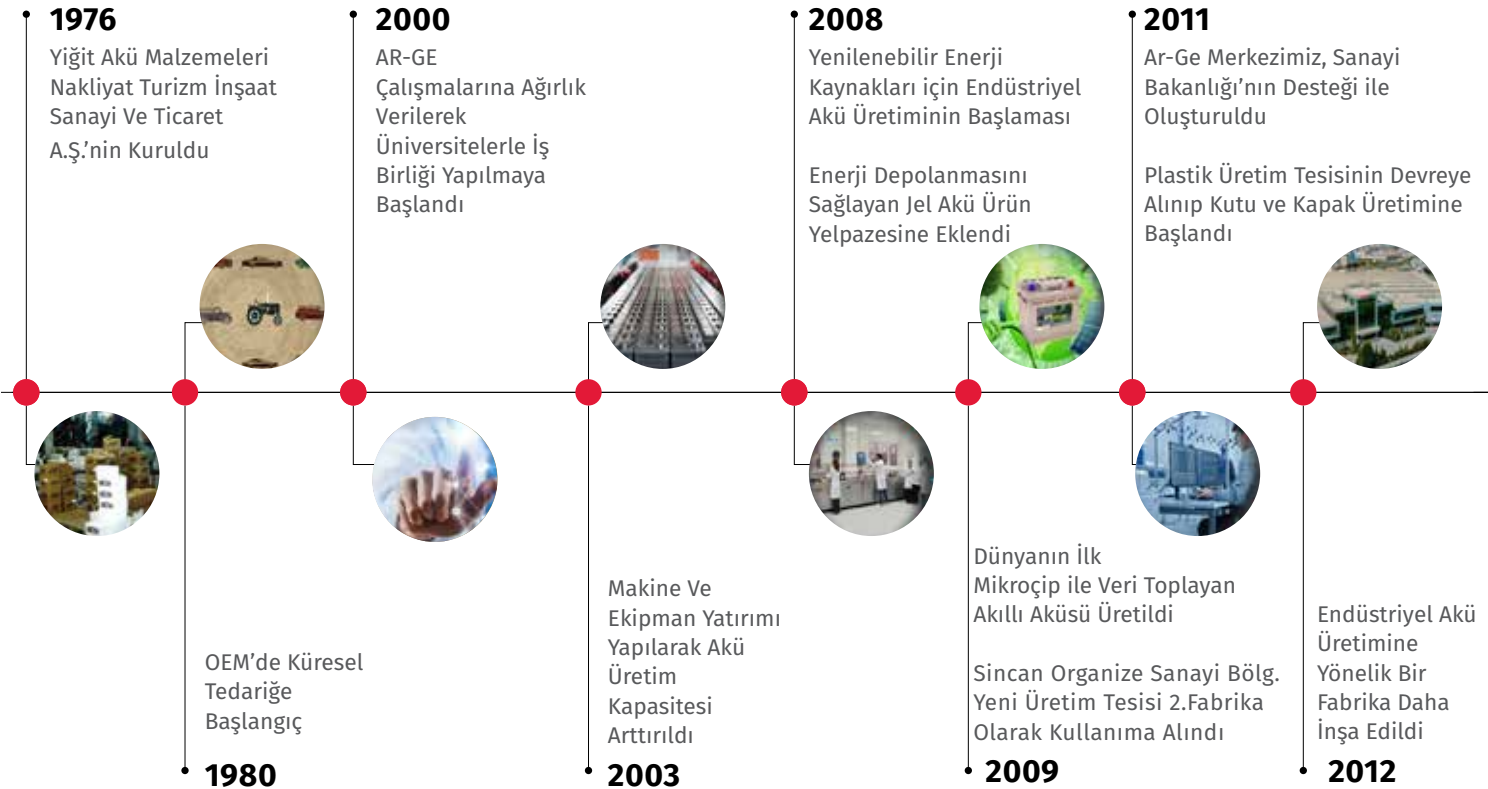 1976
Yiğit Akü Malzemeleri
Nakliyat Turizm İnşaat
Sanayi Ve Ticaret
A.Ş.’nin Kuruldu
2000
AR-GE
Çalışmalarına Ağırlık
Verilerek
Üniversitelerle İş
Birliği Yapılmaya
Başlandı
2008
Yenilenebilir Enerji
Kaynakları için Endüstriyel
Akü Üretiminin Başlaması
Enerji Depolanmasını
Sağlayan Jel Akü Ürün
Yelpazesine Eklendi
2011
Ar-Ge Merkezimiz, Sanayi
Bakanlığı’nın Desteği ile
Oluşturuldu
Plastik Üretim Tesisinin Devreye
Alınıp Kutu ve Kapak Üretimine
Başlandı
OEM’de Küresel
Tedariğe
Başlangıç
1980
Makine Ve
Ekipman Yatırımı
Yapılarak Akü
Üretim
Kapasitesi
Arttırıldı
2003
Dünyanın İlk
Mikroçip ile Veri Toplayan
Akıllı Aküsü Üretildi
Sincan Organize Sanayi Bölg.
Yeni Üretim Tesisi 2.Fabrika
Olarak Kullanıma Alındı
2009
Endüstriyel Akü
Üretimine
Yönelik Bir
Fabrika Daha
İnşa Edildi
2012